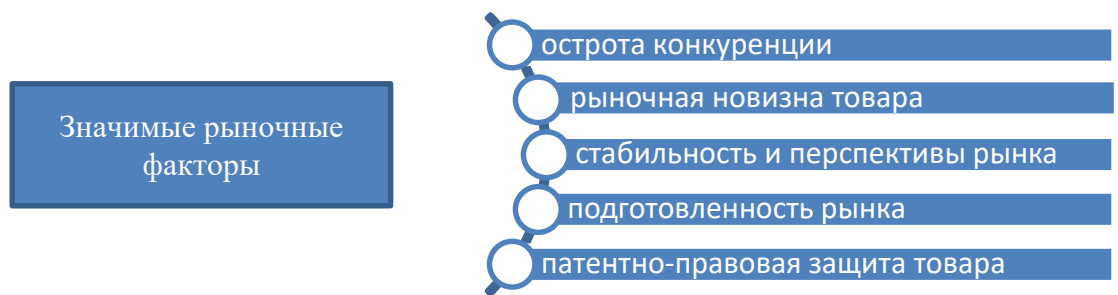 Значимые рыночные
факторы
острота конкуренции
рыночная новизна товара
стабильность и перспективы рынка
подготовленность рынка
патентно-правовая защита товара